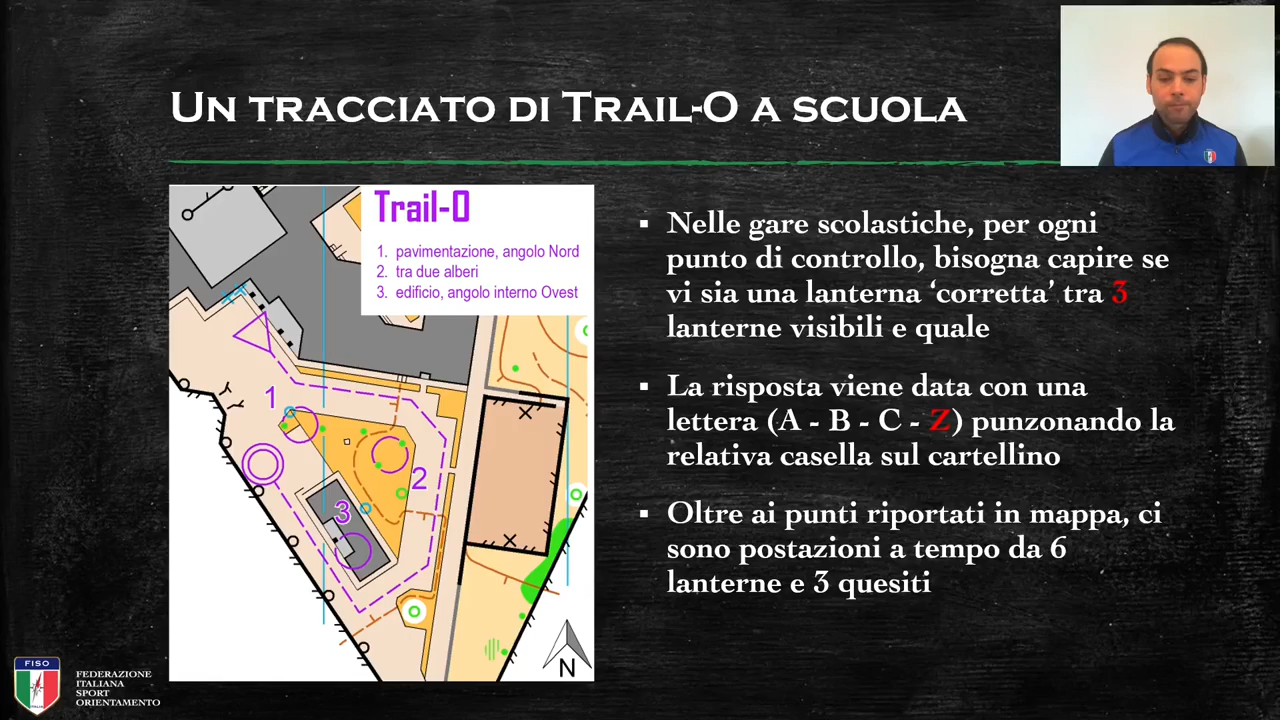 Un tracciato di Trail-O a scuola
Trail-O
1. pavimentazione, angolo Nord
2. tra due alberi
3. edificio, angolo interno Ovest
1
2
3
N
▪ Nelle gare scolastiche, per ogni
punto di controllo, bisogna capire se
vi sia una lanterna ‘corretta’ tra 3
lanterne visibili e quale
▪ La risposta viene data con una
lettera (A - B - C - Z) punzonando la
relativa casella sul cartellino
▪ Oltre ai punti riportati in mappa, ci
sono postazioni a tempo da 6
lanterne e 3 quesiti
FISO
ITALIA
FEDERAZIONE
ITALIANA
SPORT
ORIENTAMENTO